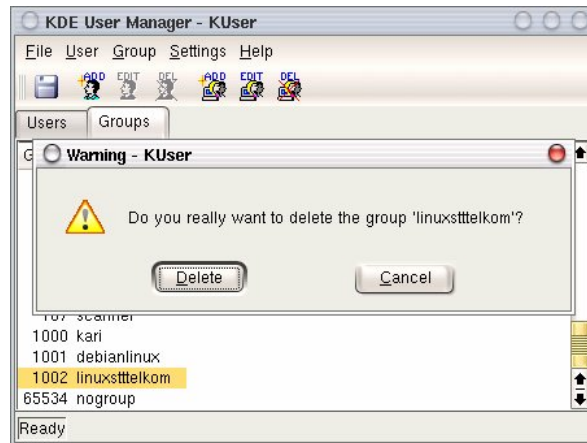 KDE User Manager - KUser
File User Group Settings Help
ADD EDIT DEL ADD EDIT DEL
Users Groups
G
Warning - KUser
Do you really want to delete the group 'linuxstttelkom'?
Delete Cancel
107 scanner
1000 kari
1001 debianlinux
1002 linuxstttelkom
65534 nogroup
Ready